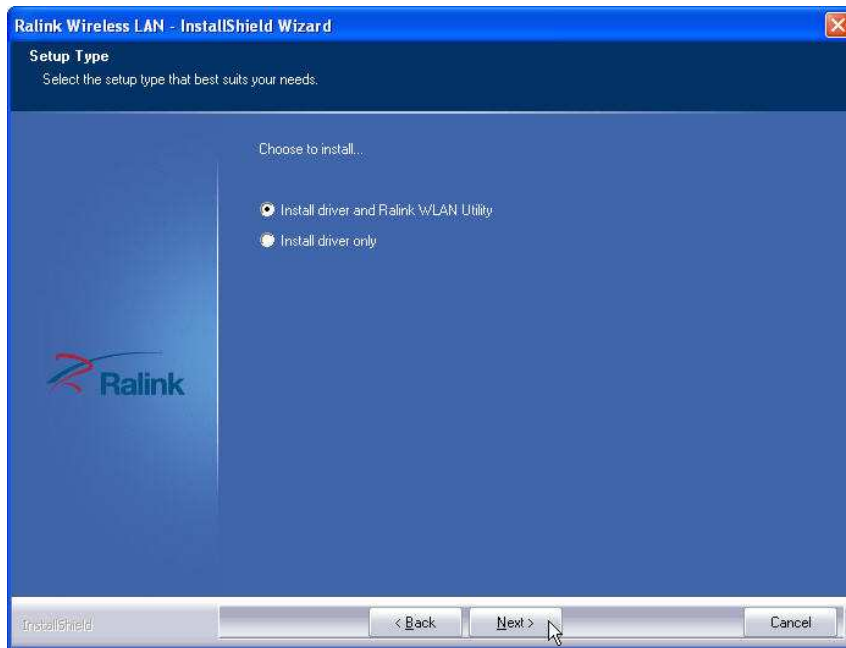 Ralink Wireless LAN - InstallShield Wizard
Setup Type
Select the setup type that best suits your needs.
Choose to install...
Install driver and Ralink WLAN Utility
Install driver only
Ralink
InstallShield
< Back
Next >
Cancel